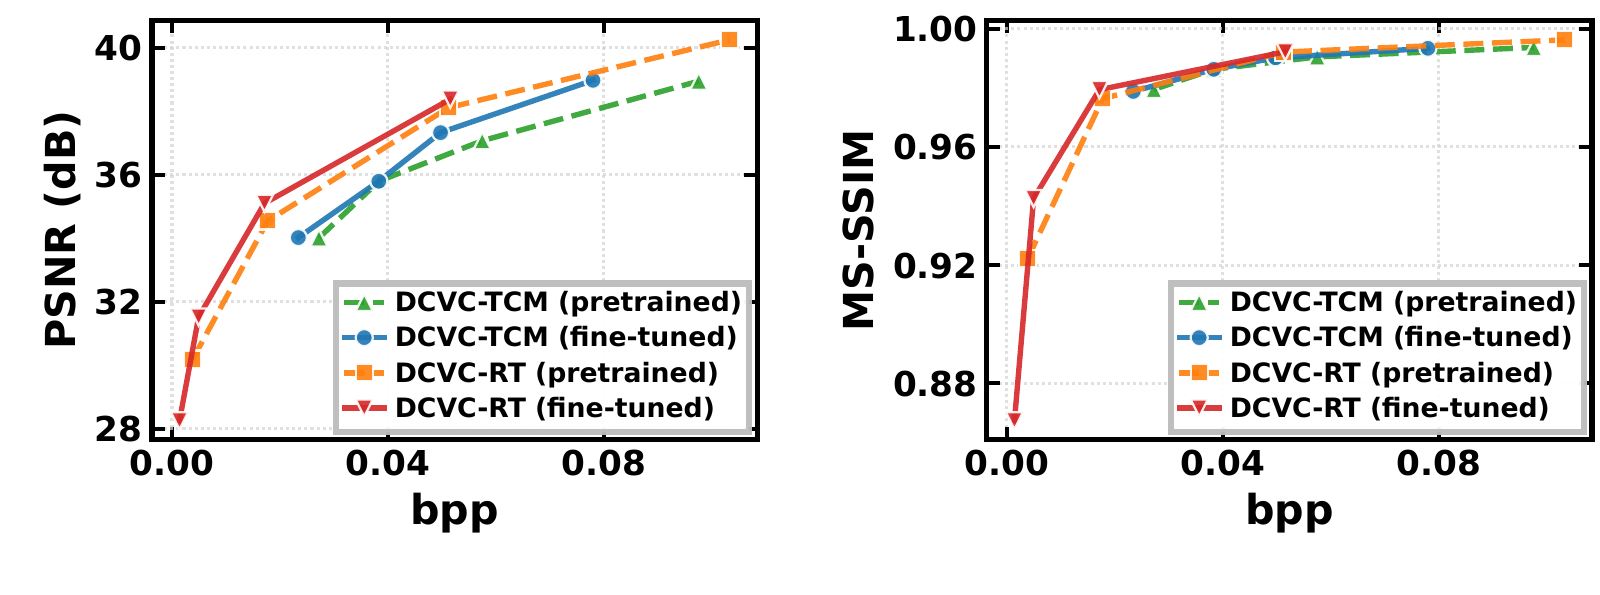 40
36
32
28
PSNR (dB)
0.00
0.04
0.08
bpp
DCVC-TCM (pretrained)
DCVC-TCM (fine-tuned)
DCVC-RT (pretrained)
DCVC-RT (fine-tuned)
1.00
0.96
0.92
0.88
MS-SSIM
0.00
0.04
0.08
bpp
DCVC-TCM (pretrained)
DCVC-TCM (fine-tuned)
DCVC-RT (pretrained)
DCVC-RT (fine-tuned)